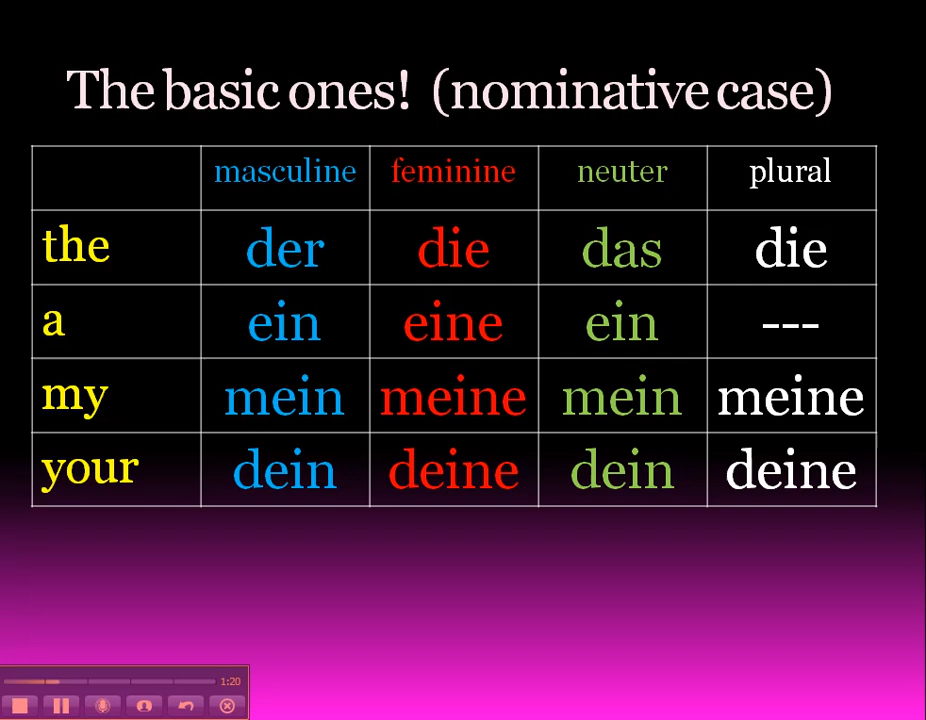 The basic ones! (nominative case)
masculine feminine neuter plural
the der die das die
a ein eine ein ---
my mein meine mein meine
your dein deine dein deine
1:20